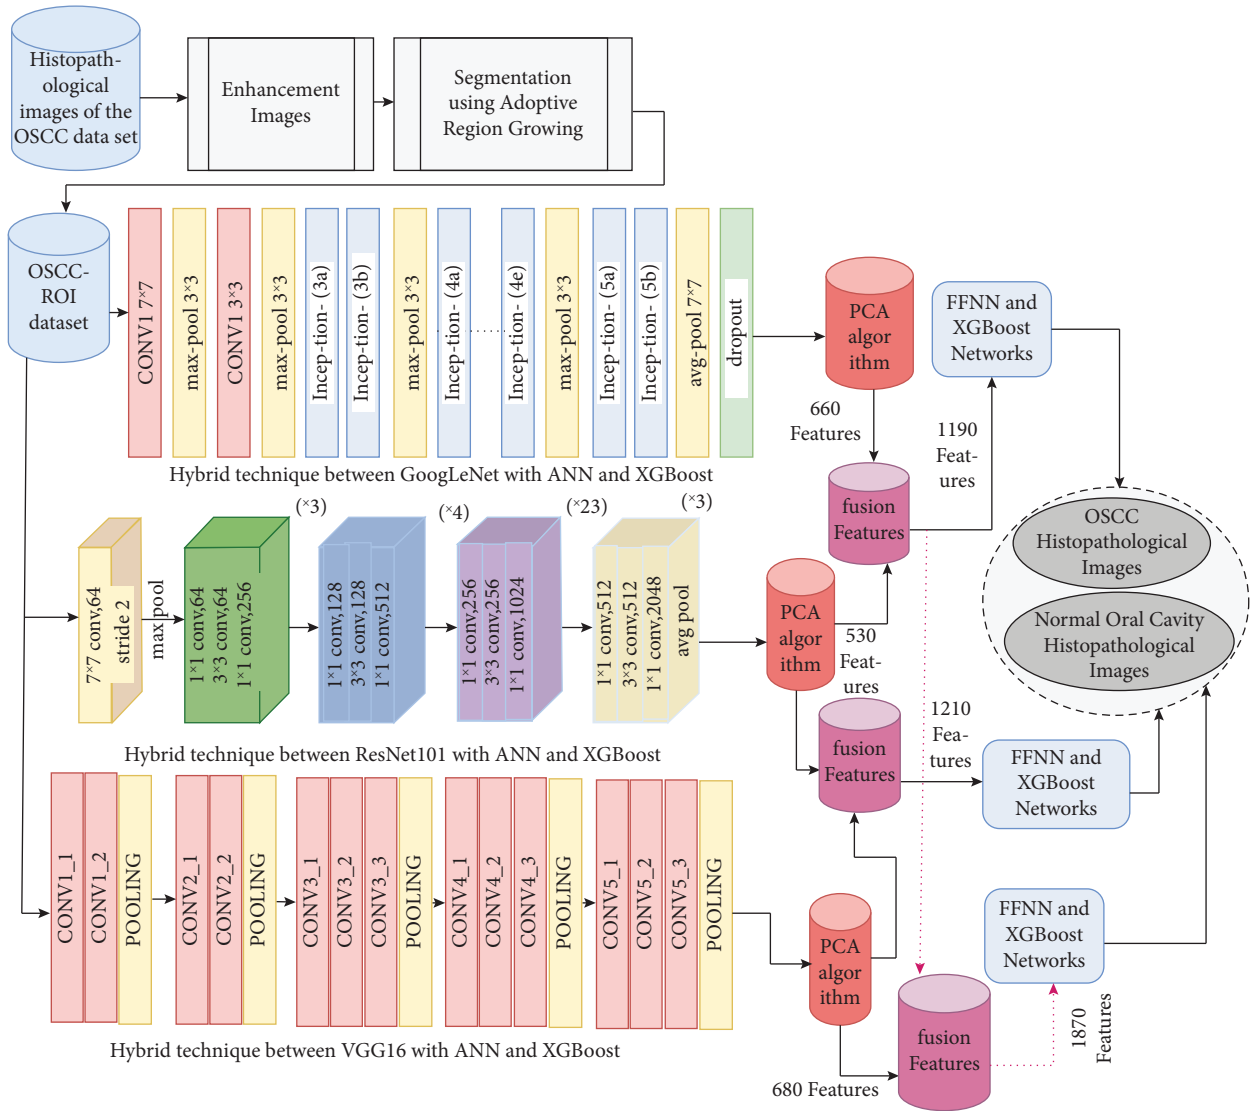 Histopath-
ological
images of the
OSCC data set
Enhancement
Images
Segmentation
using Adoptive
Region Growing
OSCC-
ROI
dataset
CONV1 7×7
max-pool 3×3
CONV1 3×3
max-pool 3×3
Incep-tion- (3a)
Incep-tion- (3b)
max-pool 3×3
Incep-tion- (4a)
Incep-tion- (4e)
max-pool 3×3
Incep-tion- (5a)
Incep-tion- (5b)
avg-pool 7×7
dropout
Hybrid technique between GoogLeNet with ANN and XGBoost
PCA
algor
ithm
660
Features
fusion
Features
1190
Feat-
ures
FFNN and
XGBoost
Networks
OSCC
Histopathological
Images
Normal Oral Cavity
Histopathological
Images
7×7 conv,64
stride 2
max pool
1×1 conv,64
3×3 conv,64
1×1 conv,256
(×3)
1×1 conv,128
3×3 conv,128
1×1 conv,512
(×4)
1×1 conv,256
3×3 conv,256
1×1 conv,1024
(×23)
1×1 conv,512
3×3 conv,512
1×1 conv,2048
avg pool
(×3)
Hybrid technique between ResNet101 with ANN and XGBoost
PCA
algor
ithm
530
Feat-
ures
fusion
Features
1210
Fea-
tures
FFNN and
XGBoost
Networks
CONV1_1
CONV1_2
POOLING
CONV2_1
CONV2_2
POOLING
CONV3_1
CONV3_2
CONV3_3
POOLING
CONV4_1
CONV4_2
CONV4_3
POOLING
CONV5_1
CONV5_2
CONV5_3
POOLING
Hybrid technique between VGG16 with ANN and XGBoost
PCA
algor
ithm
680 Features
fusion
Features
1870
Features
FFNN and
XGBoost
Networks